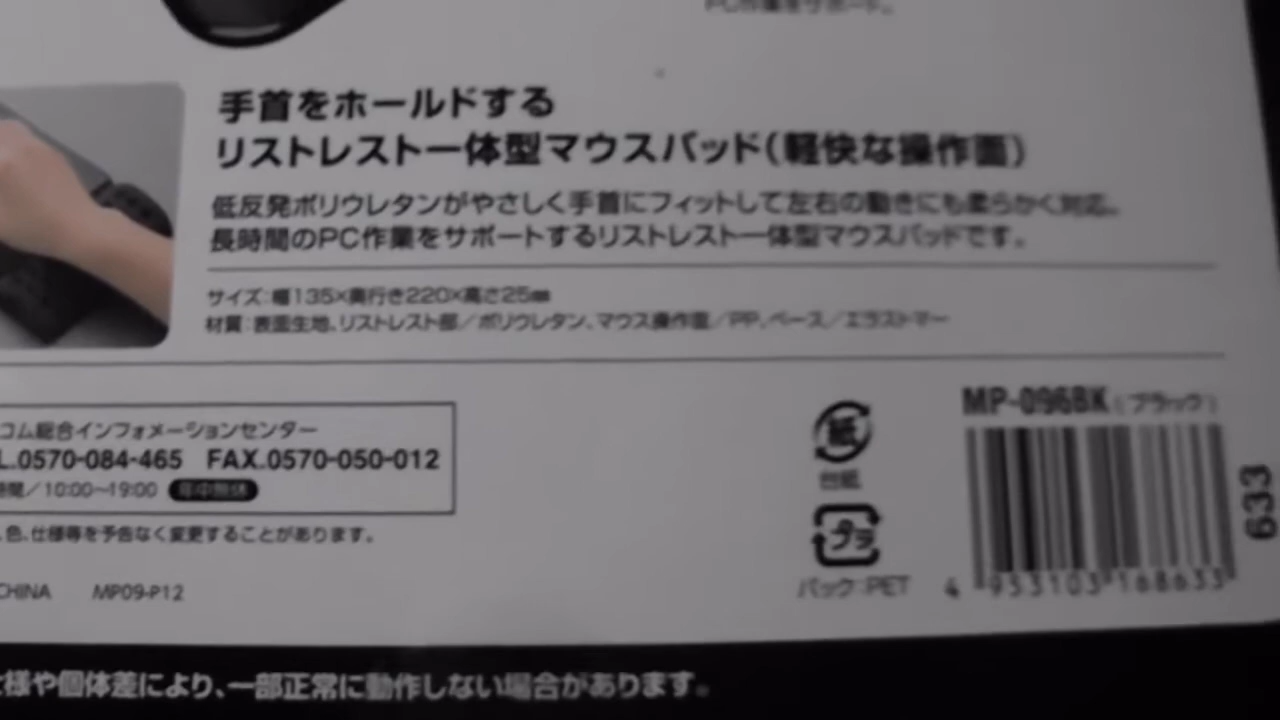 PC作業をサポート。
手首をホールドする
リストレスト一体型マウスパッド(軽快な操作面)
低反発ポリウレタンがやさしく手首にフィットして左右の動きにも柔らかく対応。
長時間のPC作業をサポートするリストレスト一体型マウスパッドです。
サイズ:幅135×奥行き220×高さ25㎜
材質:表面生地、リストレスト部/ポリウレタン、マウス操作面/PP、ベース/エラストマー
コム総合インフォメーションセンター
L.0570-084-465 FAX.0570-050-012
時間/10:00~19:00 年中無休
、色、仕様等を予告なく変更することがあります。
CHINA MP09-P12
紙
台紙
プラ
パック:PET
MP-096BK(ブラック)
4 953103 168633
633
仕様や個体差により、一部正常に動作しない場合があります。